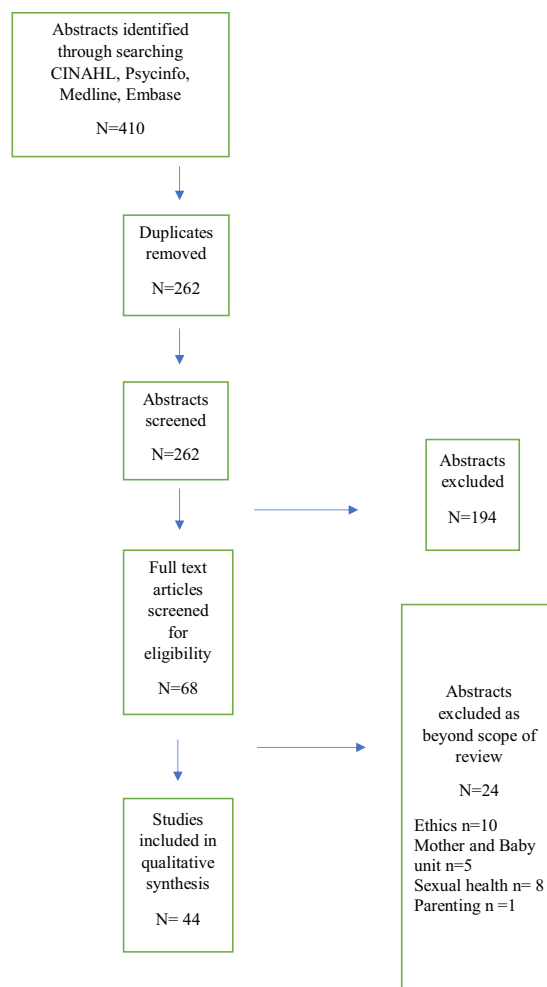 Abstracts identified
through searching
CINAHL, Psycinfo,
Medline, Embase
N=410
Duplicates
removed
N=262
Abstracts
screened
N=262
Abstracts
excluded
N=194
Full text
articles
screened
for
eligibility
N=68
Abstracts
excluded as
beyond scope of
review
N=24
Ethics n=10
Mother and Baby
unit n=5
Sexual health n= 8
Parenting n =1
Studies
included in
qualitative
synthesis
N= 44